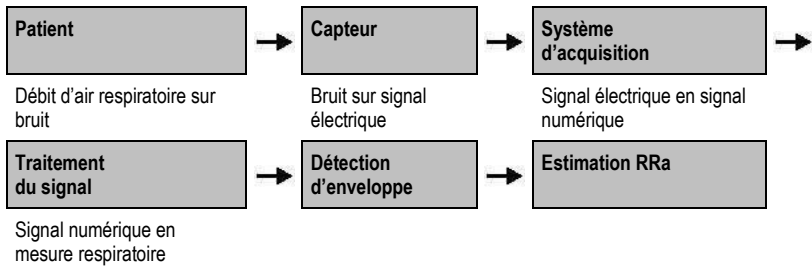 Patient
Débit d'air respiratoire sur
bruit
Capteur
Bruit sur signal
électrique
Système
d'acquisition
Signal électrique en signal
numérique
Traitement
du signal
Signal numérique en
mesure respiratoire
Détection
d'enveloppe
Estimation RRa